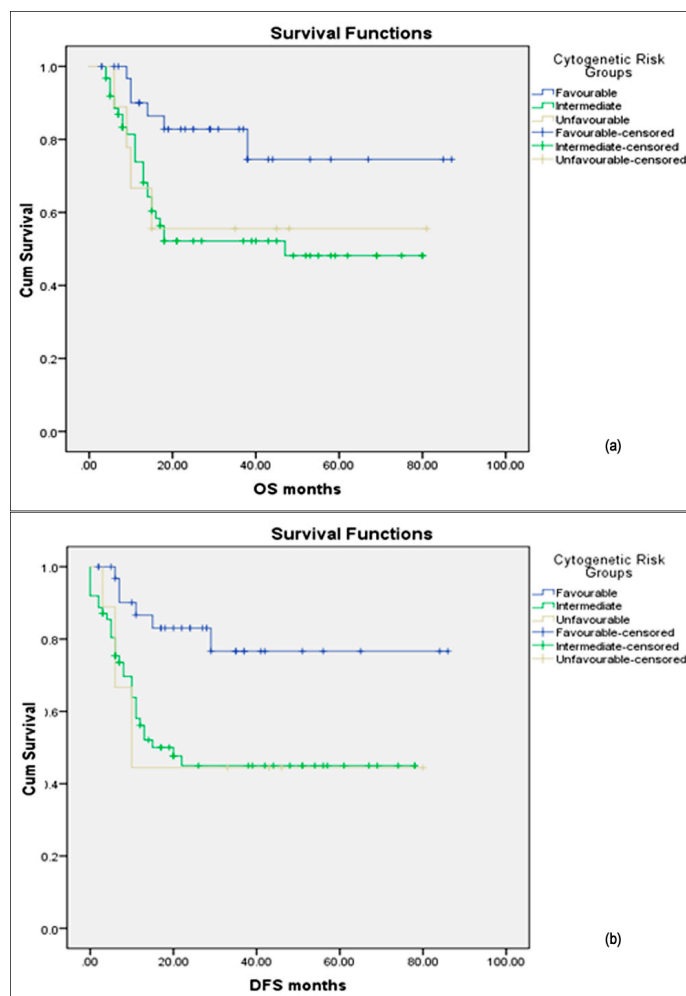 Survival Functions
Cytogenetic Risk
Groups
Favourable
Intermediate
Unfavourable
Favourable-censored
Intermediate-censored
Unfavourable-censored
Cum Survival
1.0
0.8
0.6
0.4
0.2
0.0
.00 20.00 40.00 60.00 80.00 100.00
OS months
(a)
Survival Functions
Cytogenetic Risk
Groups
Favourable
Intermediate
Unfavourable
Favourable-censored
Intermediate-censored
Unfavourable-censored
Cum Survival
1.0
0.8
0.6
0.4
0.2
0.0
.00 20.00 40.00 60.00 80.00 100.00
DFS months
(b)